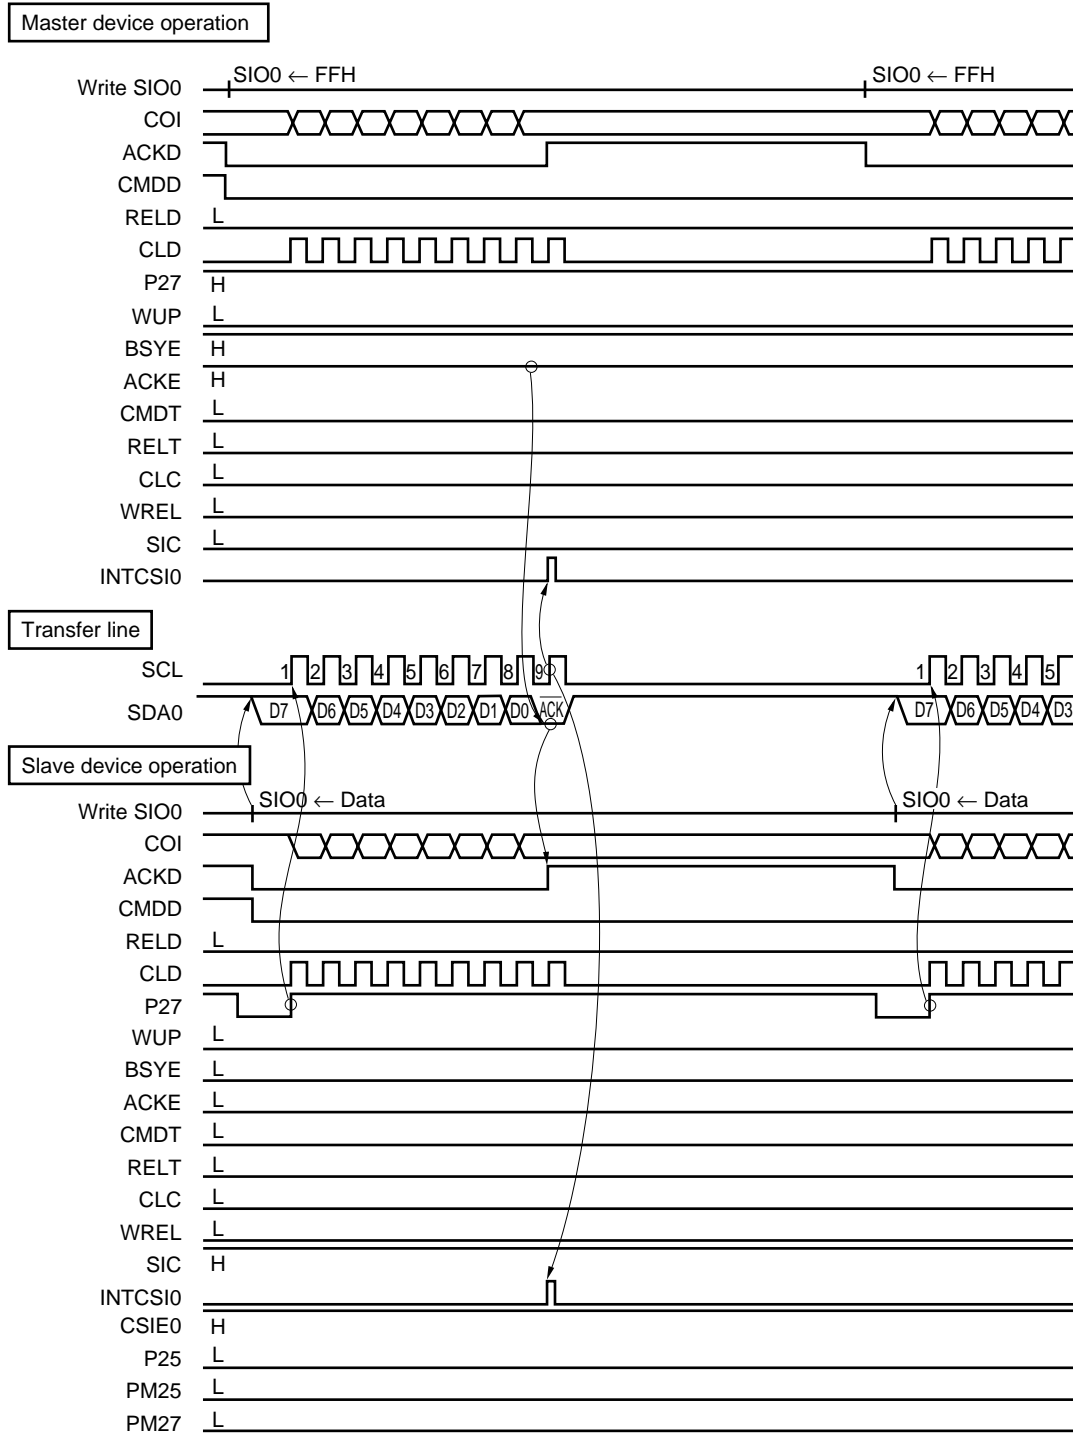 Master device operation
Write SIO0 SIO0 ← FFH SIO0 ← FFH
COI
ACKD
CMDD
RELD L
CLD
P27 H
WUP L
BSYE H
ACKE H
CMDT L
RELT L
CLC L
WREL L
SIC L
INTCSI0
Transfer line
SCL 1 2 3 4 5 6 7 8 9 1 2 3 4 5
SDA0 D7 D6 D5 D4 D3 D2 D1 D0 ACK D7 D6 D5 D4 D3
Slave device operation
Write SIO0 SIO0 ← Data SIO0 ← Data
COI
ACKD
CMDD
RELD L
CLD
P27
WUP L
BSYE L
ACKE L
CMDT L
RELT L
CLC L
WREL L
SIC H
INTCSI0
CSIE0 H
P25 L
PM25 L
PM27 L